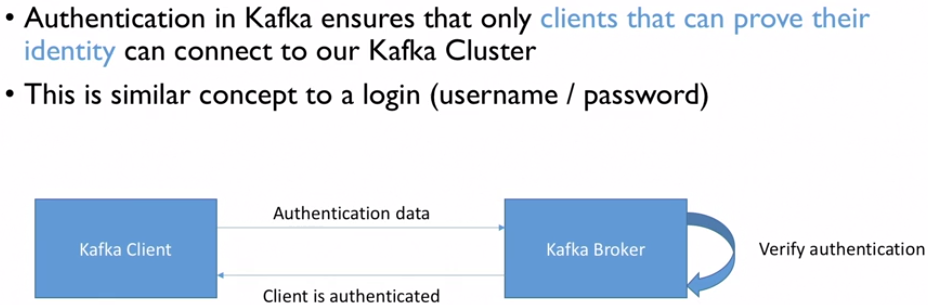 • Authentication in Kafka ensures that only clients that can prove their
identity can connect to our Kafka Cluster
• This is similar concept to a login (username / password)
Authentication data
Kafka Client
Kafka Broker
Verify authentication
Client is authenticated